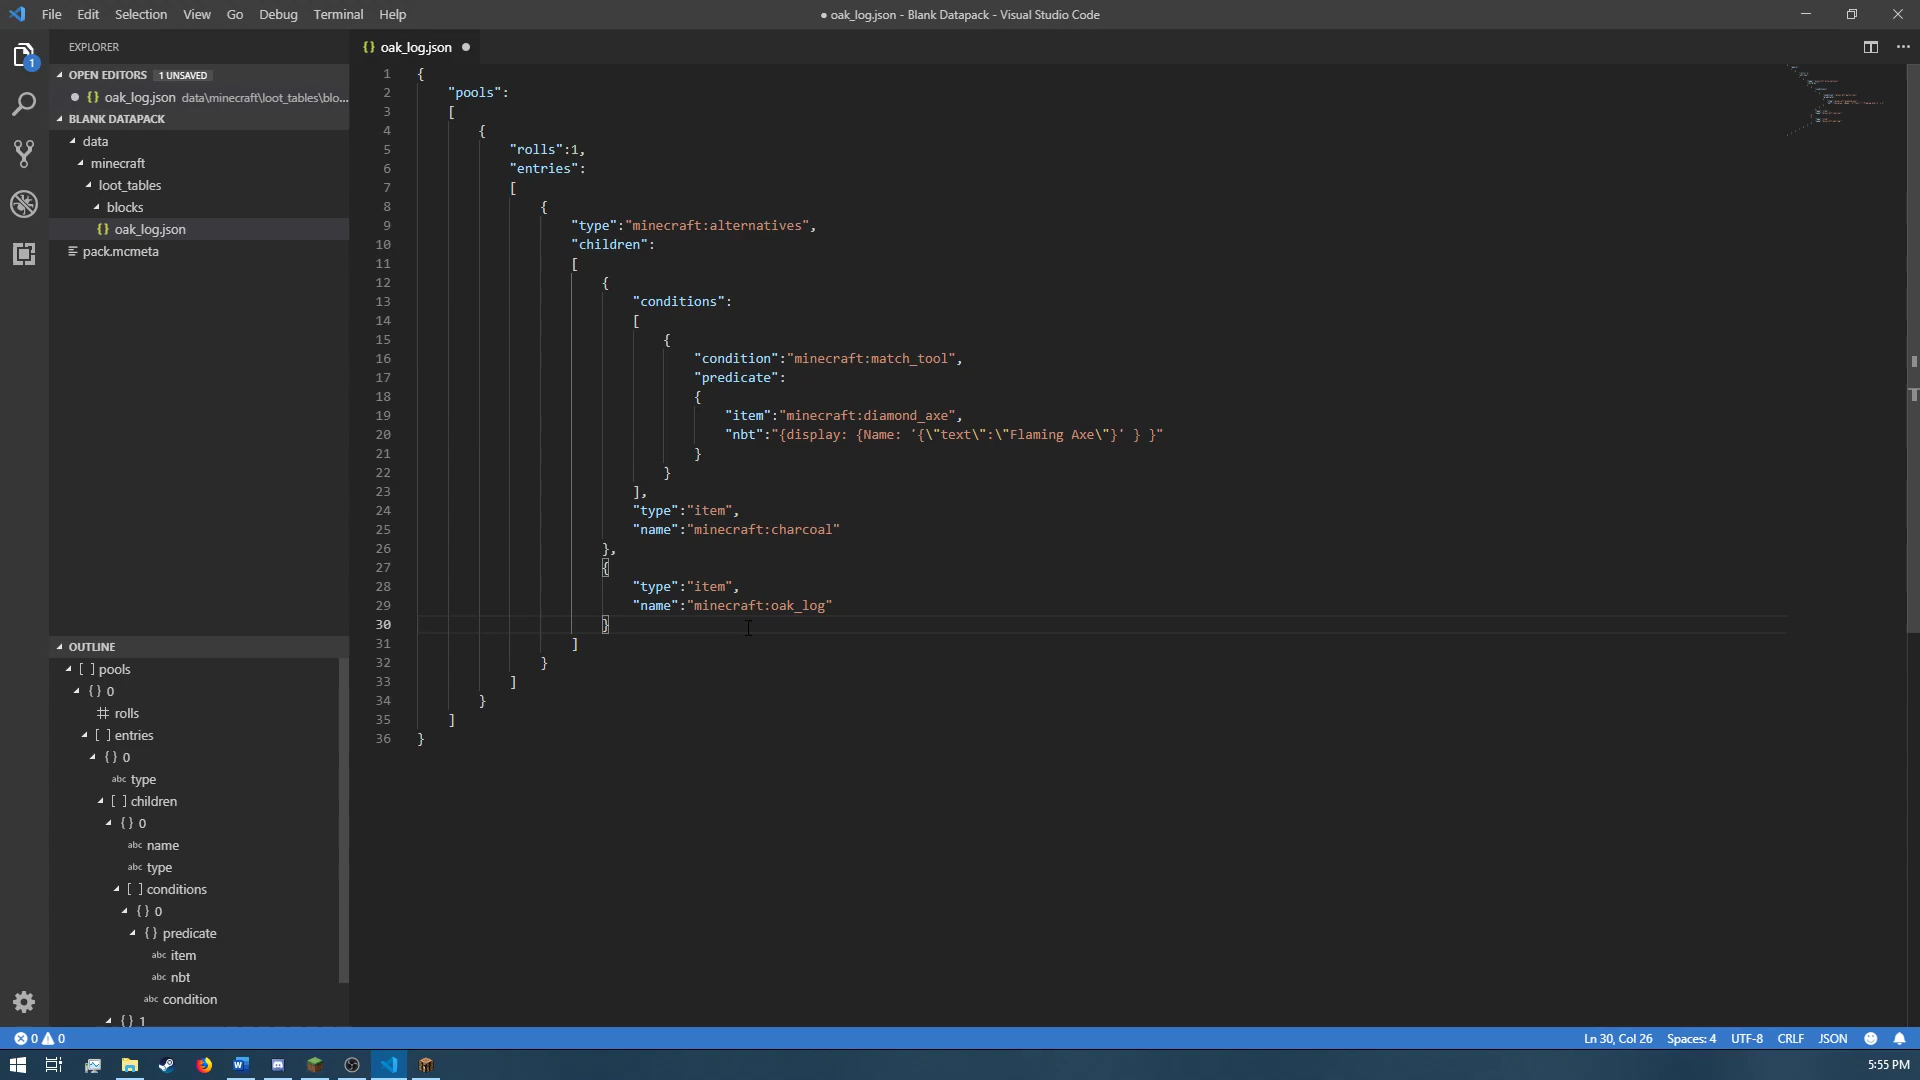 File Edit Selection View Go Debug Terminal Help
● oak_log.json - Blank Datapack - Visual Studio Code
EXPLORER
OPEN EDITORS 1 UNSAVED
{} oak_log.json data\minecraft\loot_tables\blo...
BLANK DATAPACK
data
minecraft
loot_tables
blocks
{} oak_log.json
pack.mcmeta
OUTLINE
[ ] pools
{} 0
rolls
[ ] entries
{} 0
abc type
[ ] children
{} 0
abc name
abc type
[ ] conditions
{} 0
{} predicate
abc item
abc nbt
abc condition
{} 1
{} oak_log.json ●
1 {
2 "pools":
3 [
4 {
5 "rolls":1,
6 "entries":
7 [
8 {
9 "type":"minecraft:alternatives",
10 "children":
11 [
12 {
13 "conditions":
14 [
15 {
16 "condition":"minecraft:match_tool",
17 "predicate":
18 {
19 "item":"minecraft:diamond_axe",
20 "nbt":"{display: {Name: '{\"text\":\"Flaming Axe\"}' } }"
21 }
22 }
23 ],
24 "type":"item",
25 "name":"minecraft:charcoal"
26 },
27 {
28 "type":"item",
29 "name":"minecraft:oak_log"
30 }
31 ]
32 }
33 ]
34 }
35 ]
36 }
1
0 0
Ln 30, Col 26 Spaces: 4 UTF-8 CRLF JSON
5:55 PM